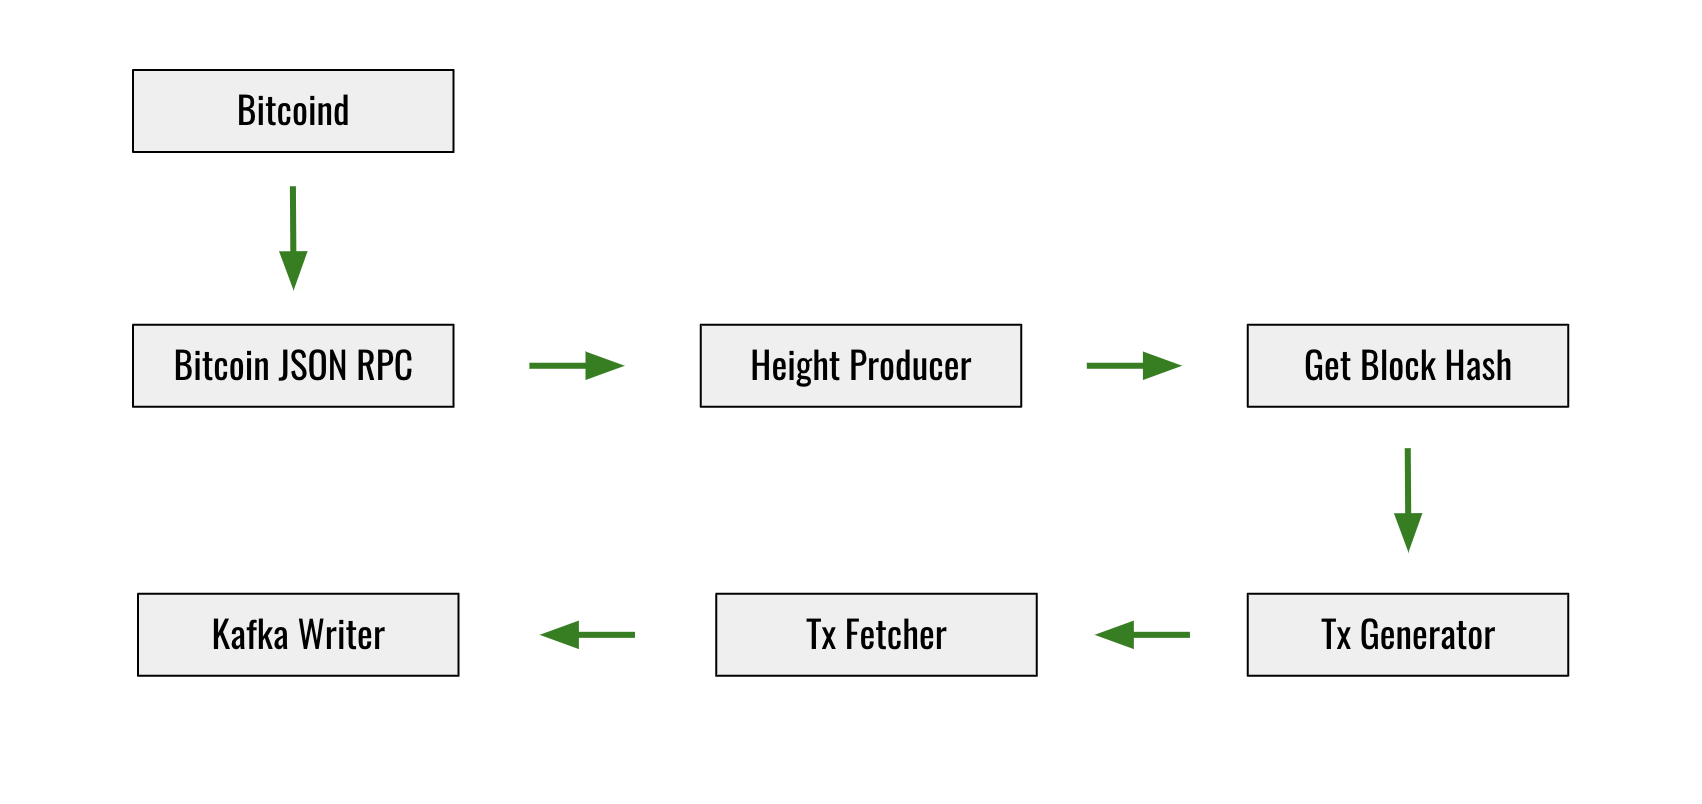 Bitcoind
Bitcoin JSON RPC
Height Producer
Get Block Hash
Kafka Writer
Tx Fetcher
Tx Generator